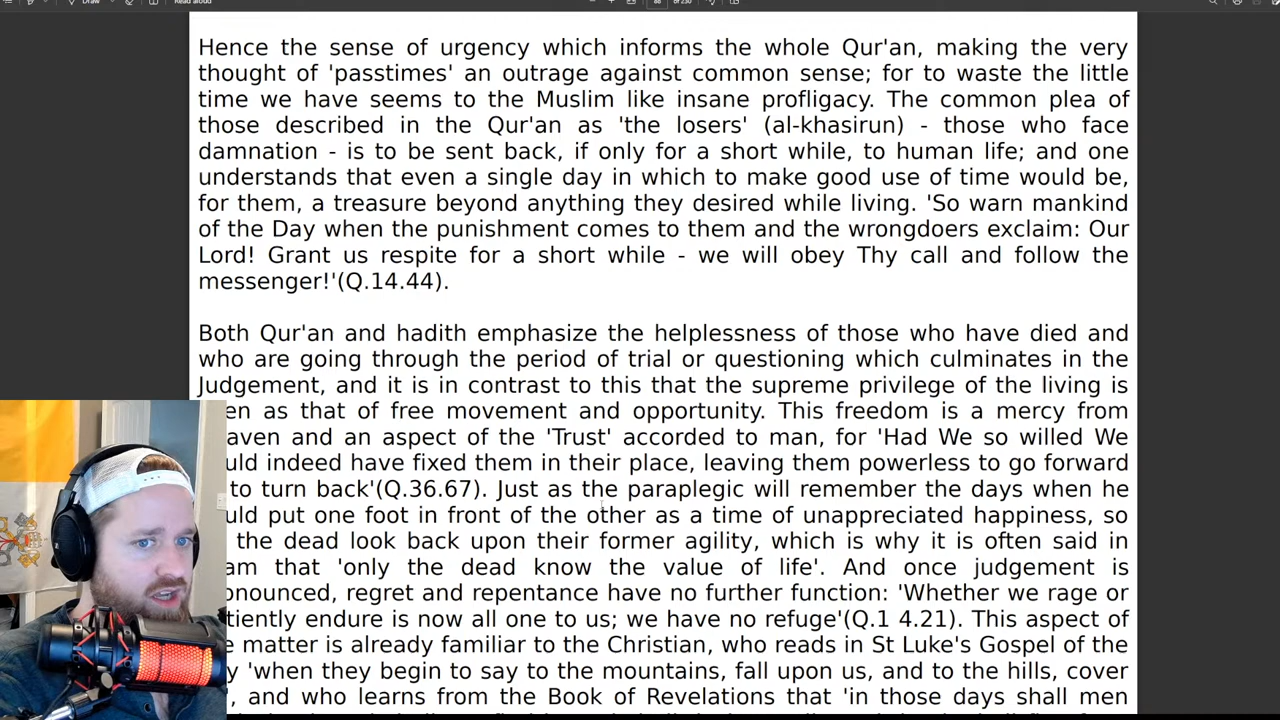 Draw
Read aloud
of 250
Hence the sense of urgency which informs the whole Qur'an, making the very
thought of 'passtimes' an outrage against common sense; for to waste the little
time we have seems to the Muslim like insane profligacy. The common plea of
those described in the Qur'an as 'the losers' (al-khasirun) - those who face
damnation - is to be sent back, if only for a short while, to human life; and one
understands that even a single day in which to make good use of time would be,
for them, a treasure beyond anything they desired while living. 'So warn mankind
of the Day when the punishment comes to them and the wrongdoers exclaim: Our
Lord! Grant us respite for a short while - we will obey Thy call and follow the
messenger!'(Q.14.44).
Both Qur'an and hadith emphasize the helplessness of those who have died and
who are going through the period of trial or questioning which culminates in the
Judgement, and it is in contrast to this that the supreme privilege of the living is
en as that of free movement and opportunity. This freedom is a mercy from
aven and an aspect of the 'Trust' accorded to man, for 'Had We so willed We
uld indeed have fixed them in their place, leaving them powerless to go forward
to turn back'(Q.36.67). Just as the paraplegic will remember the days when he
uld put one foot in front of the other as a time of unappreciated happiness, so
the dead look back upon their former agility, which is why it is often said in
am that 'only the dead know the value of life'. And once judgement is
onounced, regret and repentance have no further function: 'Whether we rage or
tiently endure is now all one to us; we have no refuge'(Q.1 4.21). This aspect of
e matter is already familiar to the Christian, who reads in St Luke's Gospel of the
y 'when they begin to say to the mountains, fall upon us, and to the hills, cover
, and who learns from the Book of Revelations that 'in those days shall men